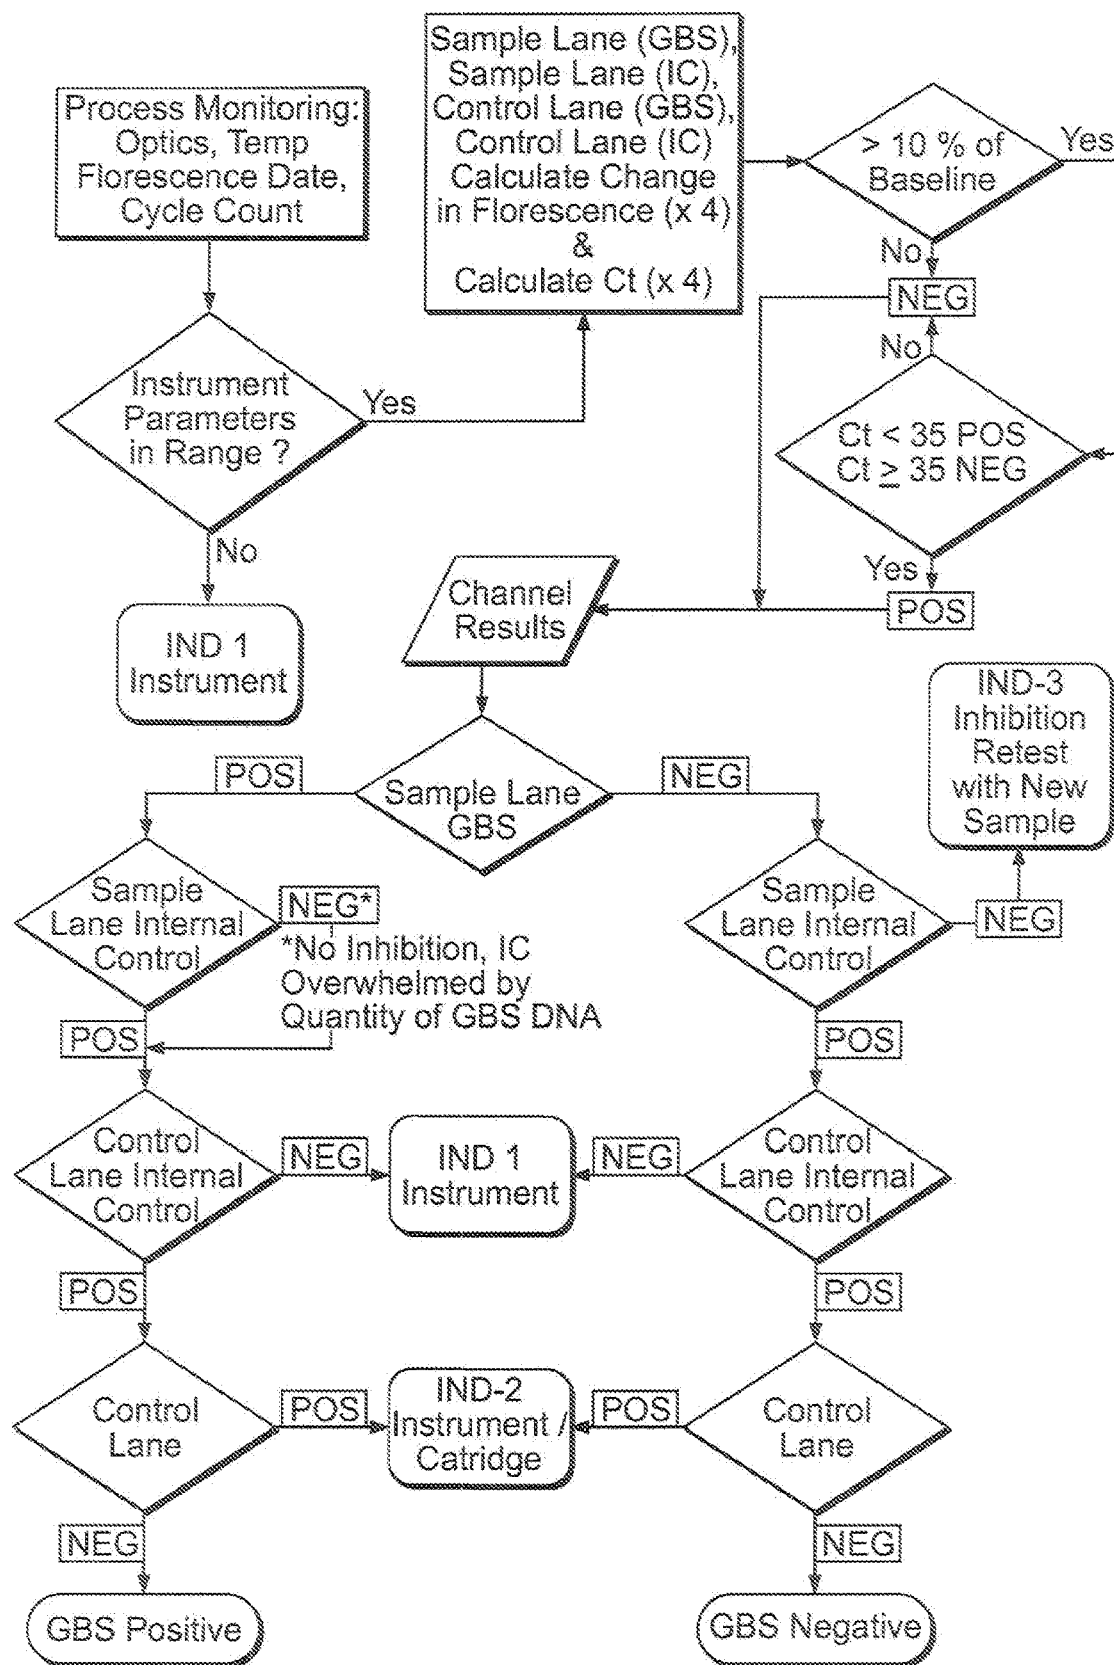 Process Monitoring:
Optics, Temp
Florescence Date,
Cycle Count
Sample Lane (GBS),
Sample Lane (IC),
Control Lane (GBS),
Control Lane (IC)
Calculate Change
in Florescence (x 4)
&
Calculate Ct (x 4)
> 10 % of
Baseline
Yes
No
NEG
No
Instrument
Parameters
in Range ?
Yes
No
Ct < 35 POS
Ct ≥ 35 NEG
Yes
POS
IND 1
Instrument
Channel
Results
IND-3
Inhibition
Retest
with New
Sample
POS
Sample Lane
GBS
NEG
Sample
Lane Internal
Control
NEG*
*No Inhibition, IC
Overwhelmed by
Quantity of GBS DNA
POS
Sample
Lane Internal
Control
NEG
POS
Control
Lane Internal
Control
NEG
IND 1
Instrument
NEG
Control
Lane Internal
Control
POS
POS
Control
Lane
POS
IND-2
Instrument /
Catridge
POS
Control
Lane
NEG
NEG
GBS Positive
GBS Negative